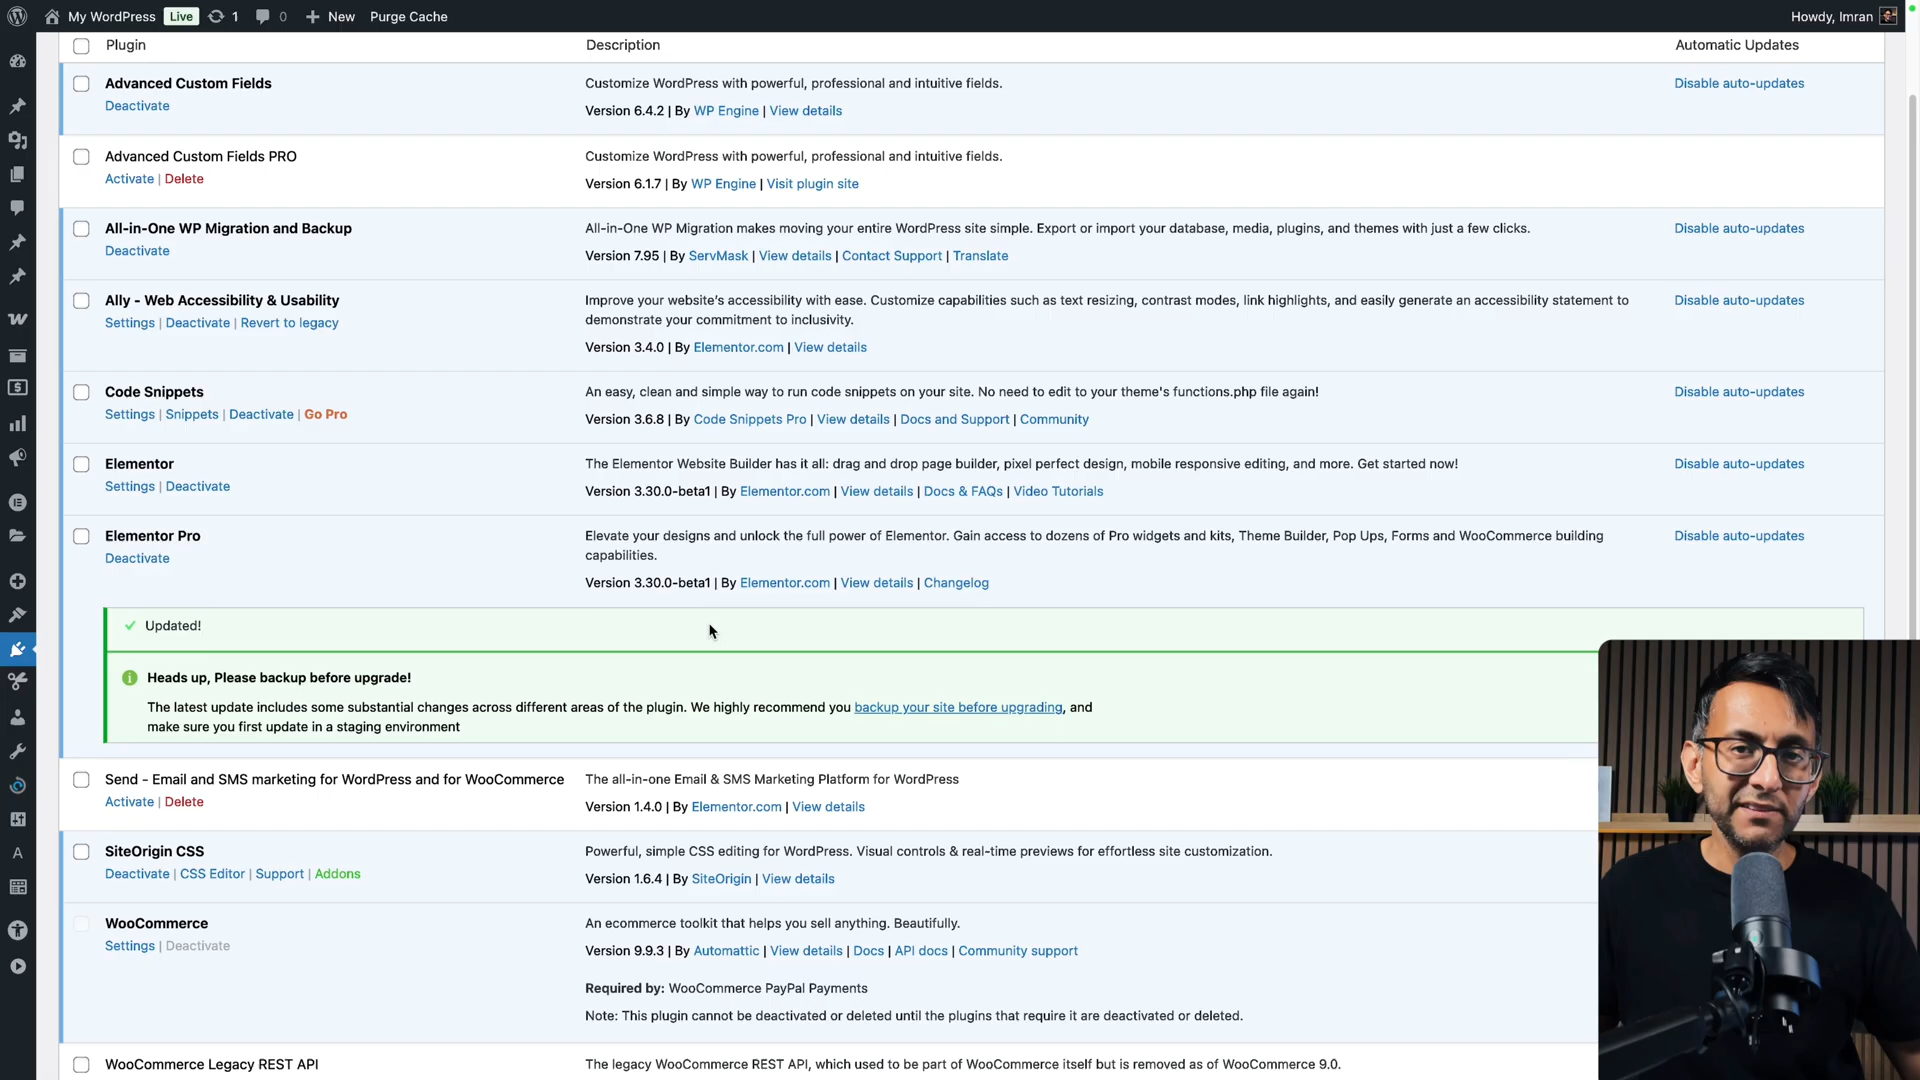 My WordPress Live 1 0 New Purge Cache Howdy, Imran
Plugin Description Automatic Updates
Advanced Custom Fields Customize WordPress with powerful, professional and intuitive fields. Disable auto-updates
Deactivate
Version 6.4.2 | By WP Engine | View details
Advanced Custom Fields PRO Customize WordPress with powerful, professional and intuitive fields.
Activate | Delete Version 6.1.7 | By WP Engine | Visit plugin site
All-in-One WP Migration and Backup All-in-One WP Migration makes moving your entire WordPress site simple. Export or import your database, media, plugins, and themes with just a few clicks. Disable auto-updates
Deactivate Version 7.95 | By ServMask | View details | Contact Support | Translate
Ally - Web Accessibility & Usability Improve your website's accessibility with ease. Customize capabilities such as text resizing, contrast modes, link highlights, and easily generate an accessibility statement to Disable auto-updates
Settings | Deactivate | Revert to legacy demonstrate your commitment to inclusivity.
Version 3.4.0 | By Elementor.com | View details
Code Snippets An easy, clean and simple way to run code snippets on your site. No need to edit to your theme's functions.php file again! Disable auto-updates
Settings | Snippets | Deactivate | Go Pro Version 3.6.8 | By Code Snippets Pro | View details | Docs and Support | Community
Elementor The Elementor Website Builder has it all: drag and drop page builder, pixel perfect design, mobile responsive editing, and more. Get started now! Disable auto-updates
Settings | Deactivate Version 3.30.0-beta1 | By Elementor.com | View details | Docs & FAQs | Video Tutorials
Elementor Pro Elevate your designs and unlock the full power of Elementor. Gain access to dozens of Pro widgets and kits, Theme Builder, Pop Ups, Forms and WooCommerce building Disable auto-updates
Deactivate capabilities.
Version 3.30.0-beta1 | By Elementor.com | View details | Changelog
Updated!
Heads up, Please backup before upgrade!
The latest update includes some substantial changes across different areas of the plugin. We highly recommend you backup your site before upgrading, and
make sure you first update in a staging environment
Send - Email and SMS marketing for WordPress and for WooCommerce The all-in-one Email & SMS Marketing Platform for WordPress
Activate | Delete Version 1.4.0 | By Elementor.com | View details
SiteOrigin CSS Powerful, simple CSS editing for WordPress. Visual controls & real-time previews for effortless site customization.
Deactivate | CSS Editor | Support | Addons Version 1.6.4 | By SiteOrigin | View details
WooCommerce An ecommerce toolkit that helps you sell anything. Beautifully.
Settings | Deactivate Version 9.9.3 | By Automattic | View details | Docs | API docs | Community support
Required by: WooCommerce PayPal Payments
Note: This plugin cannot be deactivated or deleted until the plugins that require it are deactivated or deleted.
WooCommerce Legacy REST API The legacy WooCommerce REST API, which used to be part of WooCommerce itself but is removed as of WooCommerce 9.0.